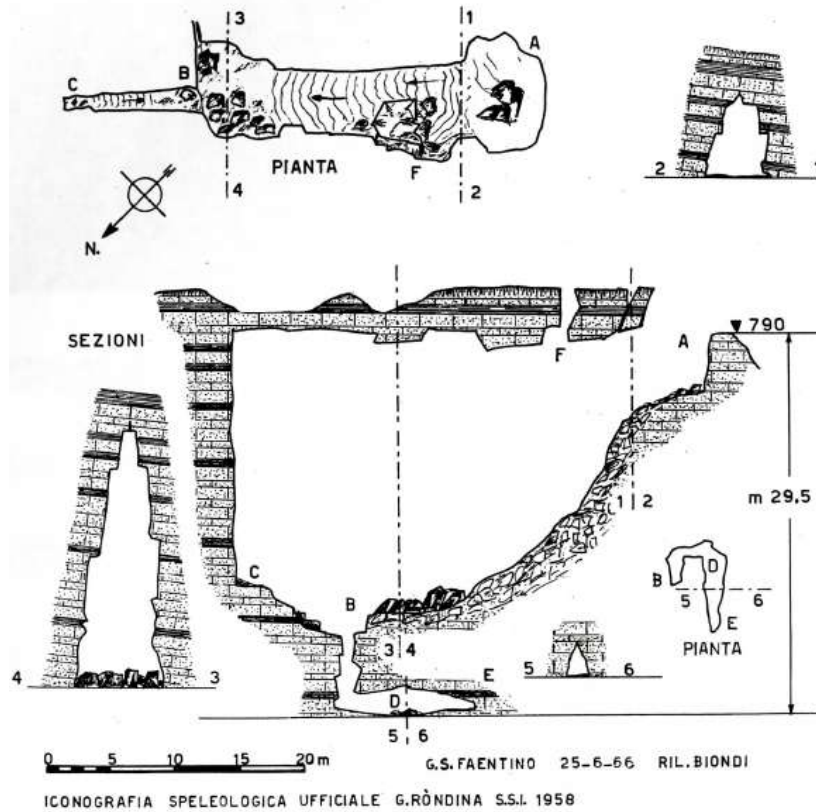 3
1
A
C
B
4
PIANTA
F
2
N.
2
1
SEZIONI
F
A
790
m 29,5
1 2
C
B
3 4
E
D
5 6
4
3
5
6
B
D
5
6
E
PIANTA
0 5 10 15 20 m
G.S. FAENTINO 25-6-66 RIL. BIONDI
ICONOGRAFIA SPELEOLOGICA UFFICIALE G.RÒNDINA S.S.I. 1958